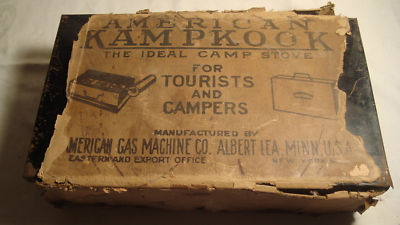 AMERICAN
KAMPKOOK
THE IDEAL CAMP STOVE
FOR
TOURISTS
AND
CAMPERS
MANUFACTURED BY
MERICAN GAS MACHINE CO. ALBERT LEA, MINN. U.S.A.
EASTERN AND EXPORT OFFICE NEW YORK